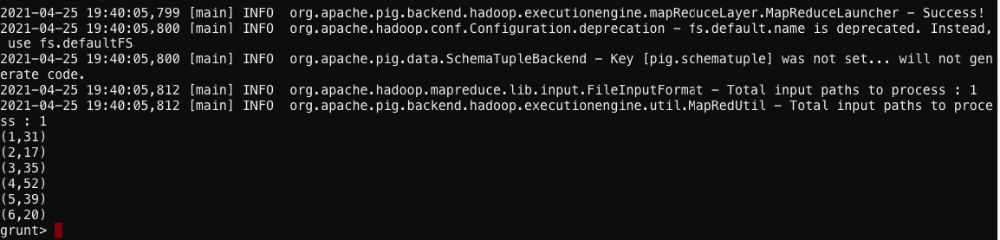 2021-04-25 19:40:05,799 [main] INFO  org.apache.pig.backend.hadoop.executionengine.mapReduceLayer.MapReduceLauncher - Success!
2021-04-25 19:40:05,800 [main] INFO  org.apache.hadoop.conf.Configuration.deprecation - fs.default.name is deprecated. Instead,
 use fs.defaultFS
2021-04-25 19:40:05,800 [main] INFO  org.apache.pig.data.SchemaTupleBackend - Key [pig.schematuple] was not set... will not gen
erate code.
2021-04-25 19:40:05,812 [main] INFO  org.apache.hadoop.mapreduce.lib.input.FileInputFormat - Total input paths to process : 1
2021-04-25 19:40:05,812 [main] INFO  org.apache.pig.backend.hadoop.executionengine.util.MapRedUtil - Total input paths to proce
ss : 1
(1,31)
(2,17)
(3,35)
(4,52)
(5,39)
(6,20)
grunt>